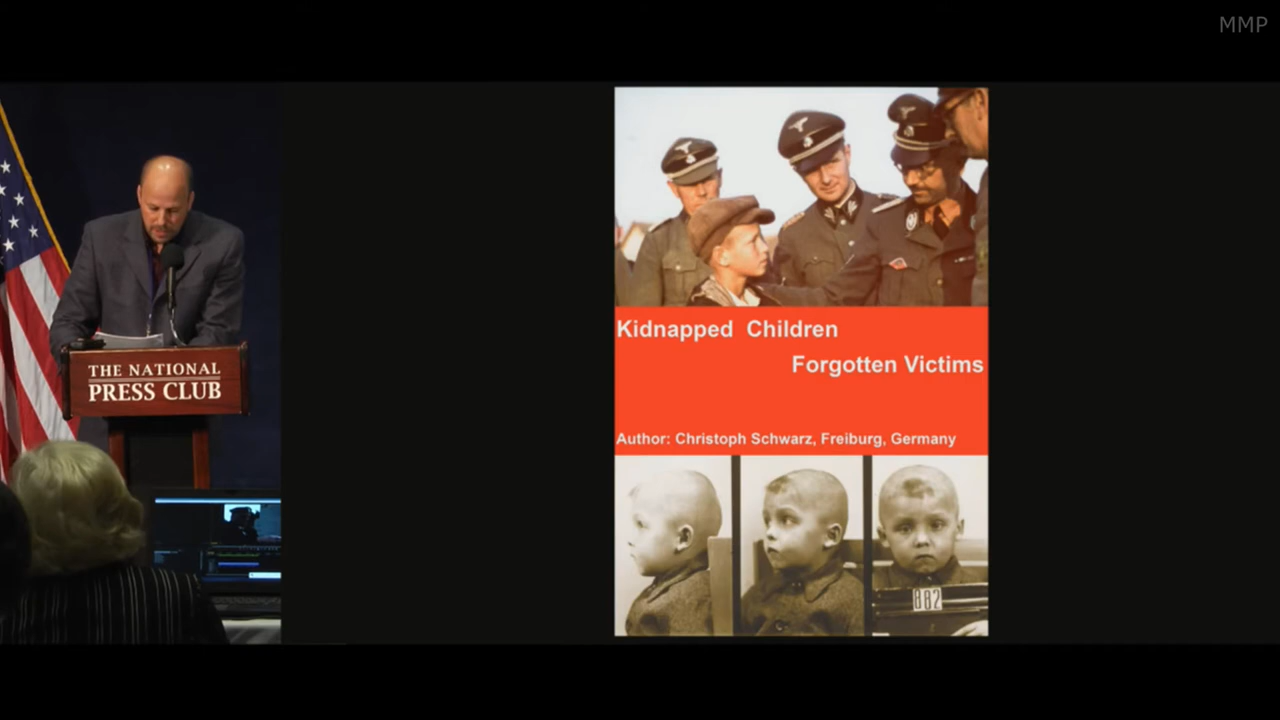 MMP
THE NATIONAL
PRESS CLUB
Kidnapped Children
Forgotten Victims
Author: Christoph Schwarz, Freiburg, Germany
882